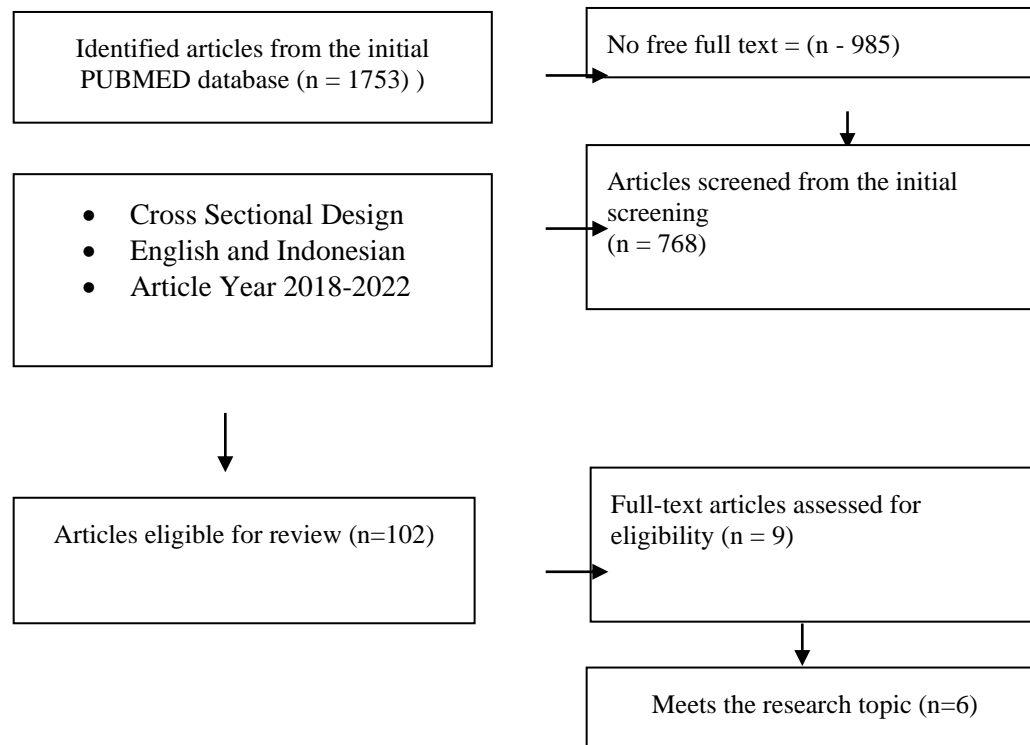 Identified articles from the initial
PUBMED database (n = 1753) )
No free full text = (n - 985)
Articles screened from the initial
screening
(n = 768)
• Cross Sectional Design
• English and Indonesian
• Article Year 2018-2022
Articles eligible for review (n=102)
Full-text articles assessed for
eligibility (n = 9)
Meets the research topic (n=6)